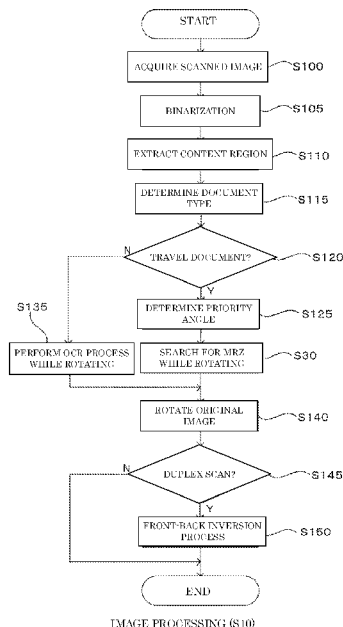 START
ACQUIRE SCANNED IMAGE
S100
BINARIZATION
S105
EXTRACT CONTENT REGION
S110
DETERMINE DOCUMENT
TYPE
S115
N
TRAVEL DOCUMENT?
S120
Y
S135
DETERMINE PRIORITY
ANGLE
S125
PERFORM OCR PROCESS
WHILE ROTATING
SEARCH FOR MRZ
WHILE ROTATING
S30
ROTATE ORIGINAL
IMAGE
S140
N
DUPLEX SCAN?
S145
Y
FRONT-BACK INVERSION
PROCESS
S150
END
IMAGE PROCESSING (S10)